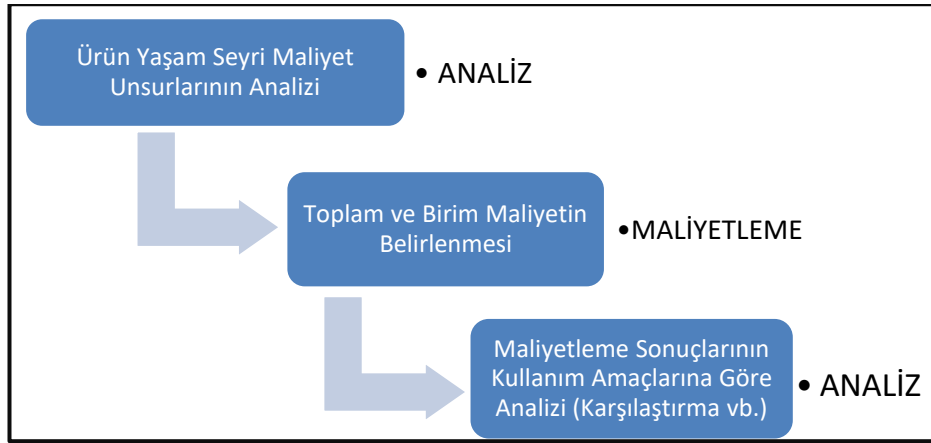 Ürün Yaşam Seyri Maliyet
Unsurlarının Analizi
• ANALİZ
Toplam ve Birim Maliyetin
Belirlenmesi
•MALİYETLEME
Maliyetleme Sonuçlarının
Kullanım Amaçlarına Göre
Analizi (Karşılaştırma vb.)
• ANALİZ